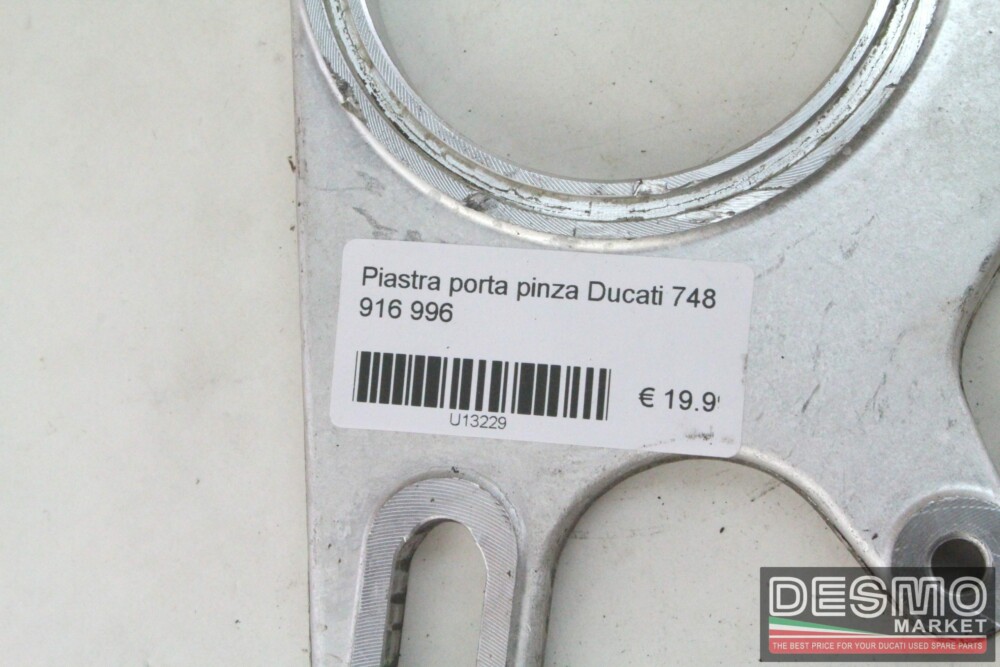 Piastra porta pinza Ducati 748
916 996
€ 19.9
U13229
DESMO
MARKET
THE BEST PRICE FOR YOUR DUCATI USED SPARE PARTS